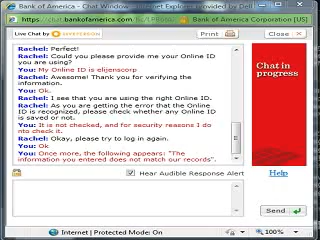 Bank of America - Chat Window - Internet Explorer provided by Dell
Bank of America Corporation [US]
Live Chat by
Print
Close
Rachel: Perfect!
Rachel: Could you please provide me your Online ID
you are using?
You: My Online ID is elijenscorp
Rachel: Awesome! Thank you for verifying the
information.
You: Ok.
Rachel: I see that you are using the right Online ID.
Rachel: As you are getting the error that the Online
ID is recognized, please check whether any Online ID
is saved or not.
You: It is not checked, and for security reasons I do
nto check it.
Rachel: Okay, please try to log in again.
You: Ok
You: Once more, the following appears: "The
information you entered does not match our records".
Chat in
progress
Hear Audible Response Alert
Help
Send
Internet | Protected Mode: On
100%